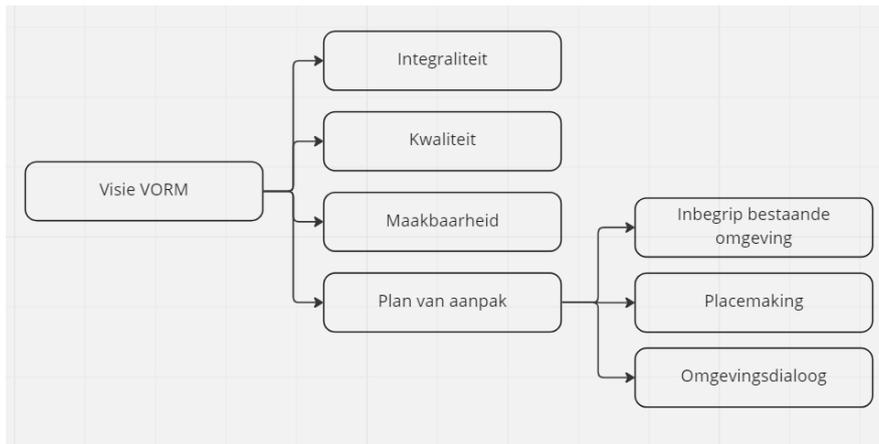 Integraliteit
Kwaliteit
Visie VORM
Maakbaarheid
Inbegrip bestaande
omgeving
Plan van aanpak
Placemaking
Omgevingsdialoog